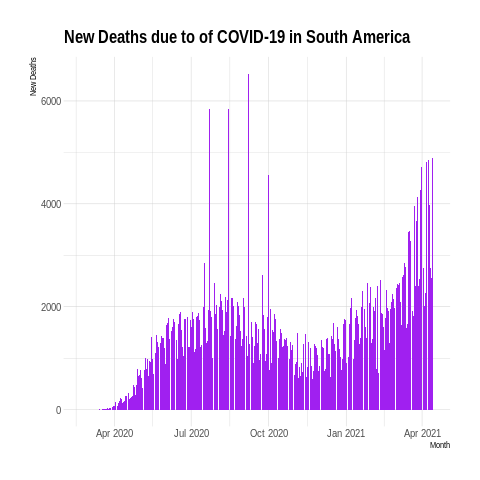 New Deaths due to of COVID-19 in South America
New Deaths
6000
4000
2000
0
Apr 2020 Jul 2020 Oct 2020 Jan 2021 Apr 2021
Month